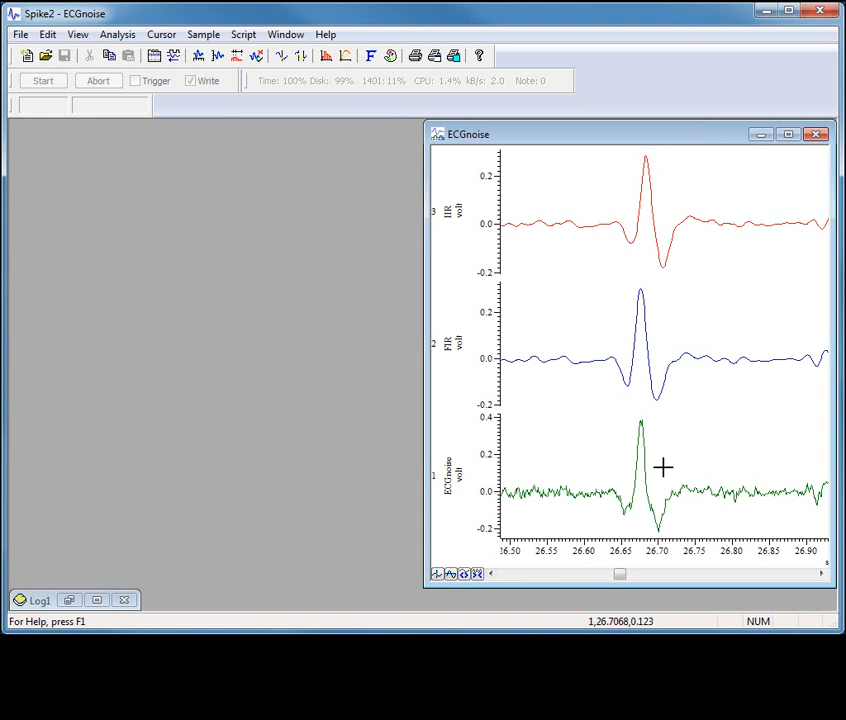 Spike2 - ECGnoise
File Edit View Analysis Cursor Sample Script Window Help
Start Abort Trigger Write Time: 100% Disk: 99% 1401: 11% CPU: 1.4% kB/s: 2.0 Note: 0
ECGnoise
3 IIR volt
0.2
0.0
-0.2
2 FIR volt
0.2
0.0
-0.2
1 ECGnoise volt
0.4
0.2
0.0
-0.2
26.50 26.55 26.60 26.65 26.70 26.75 26.80 26.85 26.90
s
Log1
For Help, press F1 1,26.7068,0.123 NUM